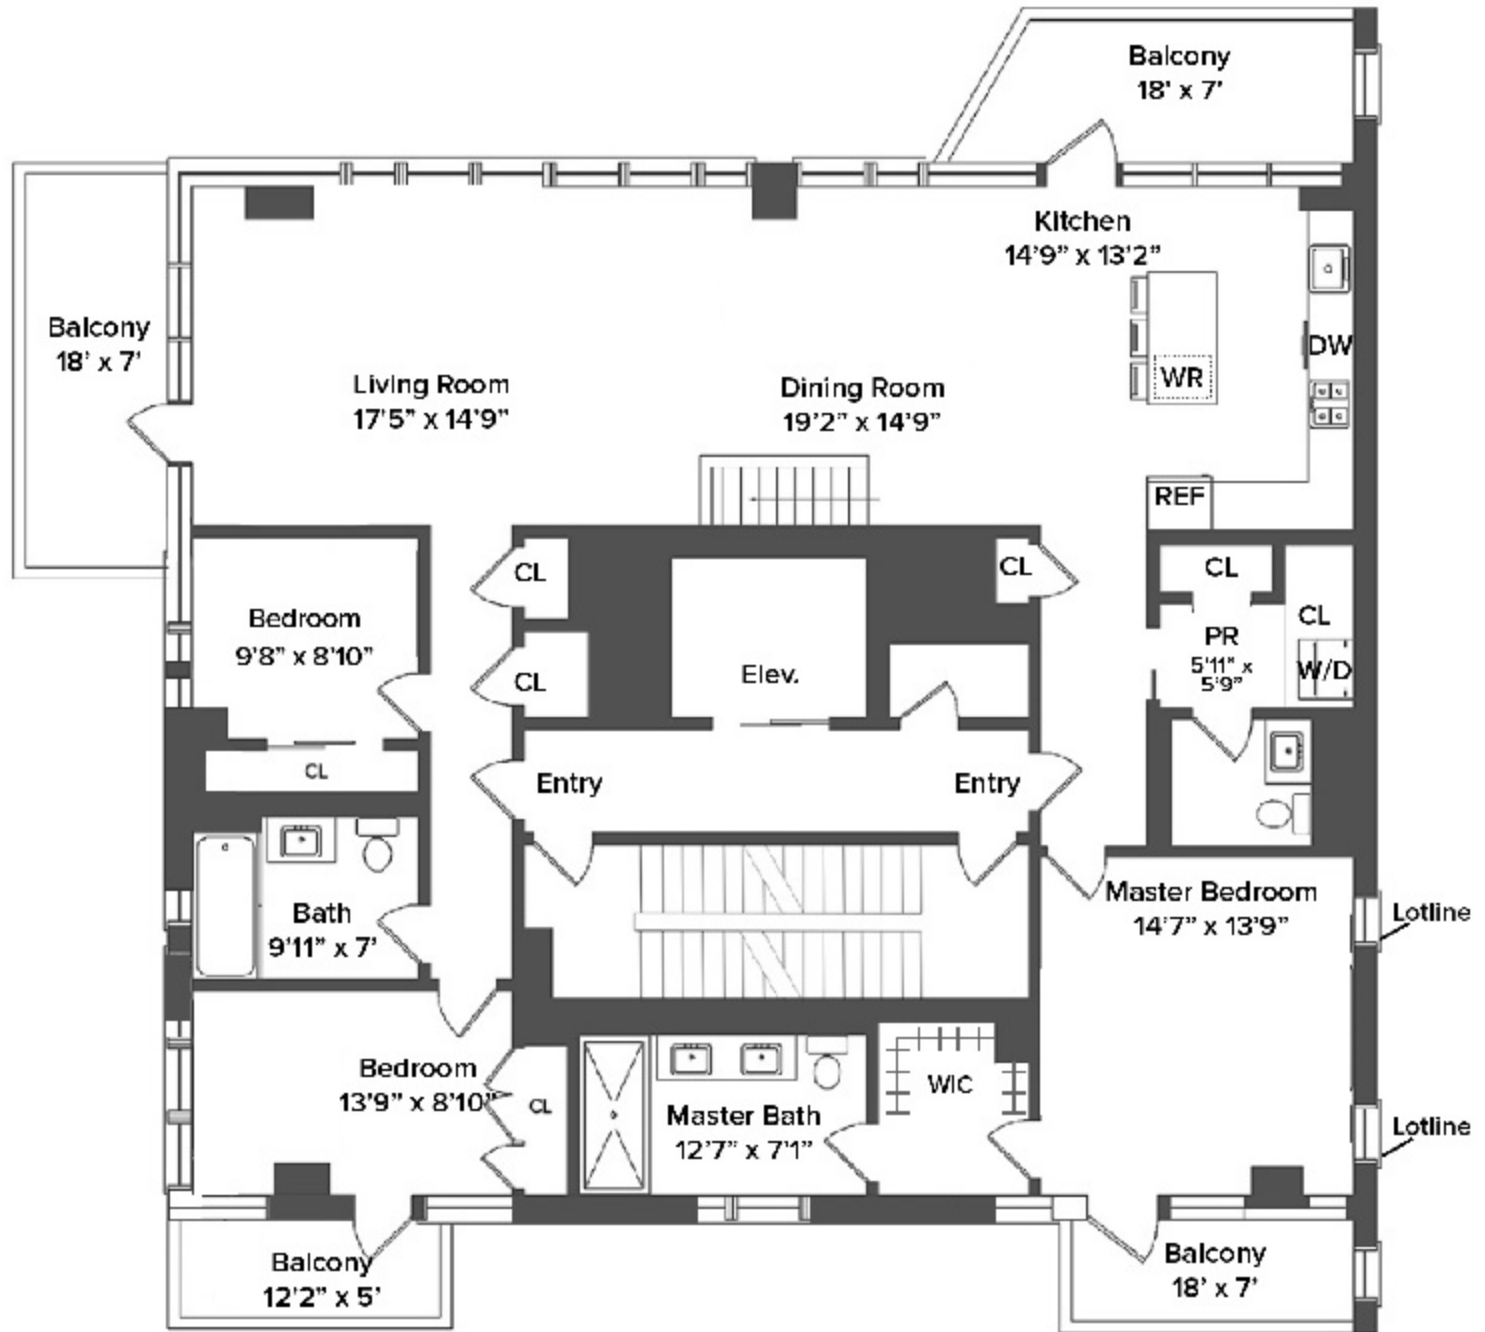 Balcony
18' x 7'
Kitchen
14'9" x 13'2"
Balcony
18' x 7'
Living Room
17'5" x 14'9"
Dining Room
19'2" x 14'9"
DW
WR
REF
CL
CL
CL
Bedroom
9'8" x 8'10"
CL
PR
5'11" x
5'9"
CL
W/D
Elev.
CL
Entry
Entry
Bath
9'11" x 7'
Master Bedroom
14'7" x 13'9"
Lotline
Bedroom
13'9" x 8'10"
CL
Master Bath
12'7" x 7'1"
WIC
Lotline
Balcony
12'2" x 5'
Balcony
18' x 7'